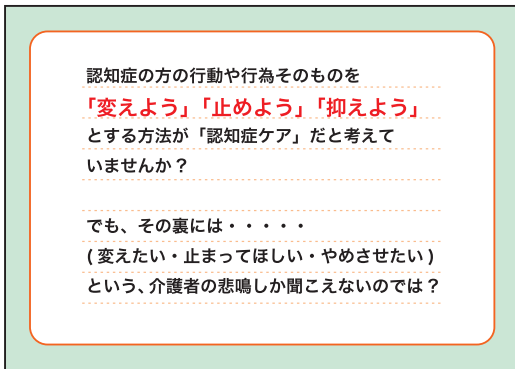 認知症の方の行動や行為そのものを
「変えよう」「止めよう」「抑えよう」
とする方法が「認知症ケア」だと考えて
いませんか？
でも、その裏には・・・・・
(変えたい・止まってほしい・やめさせたい)
という、介護者の悲鳴しか聞こえないのでは？